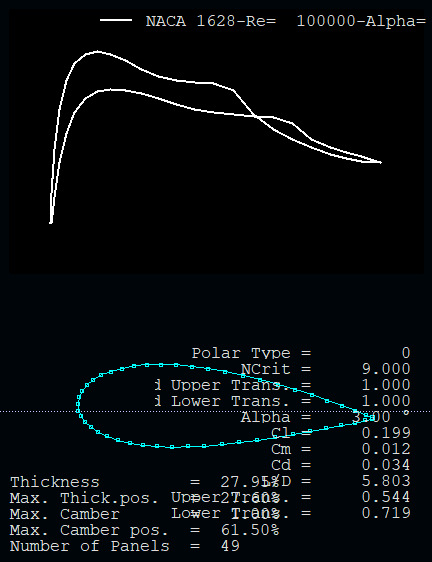 NACA 1628-Re= 100000-Alpha=
Polar Type = 0
NCrit = 9.000
d Upper Trans. = 1.000
d Lower Trans. = 1.000
Alpha = 3.00 °
Cl = 0.199
Cm = 0.012
Cd = 0.034
Thickness = 27.95% L/D = 5.803
Max. Thick.pos. = 27.60% Upper Trans. = 0.544
Max. Camber = 1.00% Lower Trans. = 0.719
Max. Camber pos. = 61.50%
Number of Panels = 49